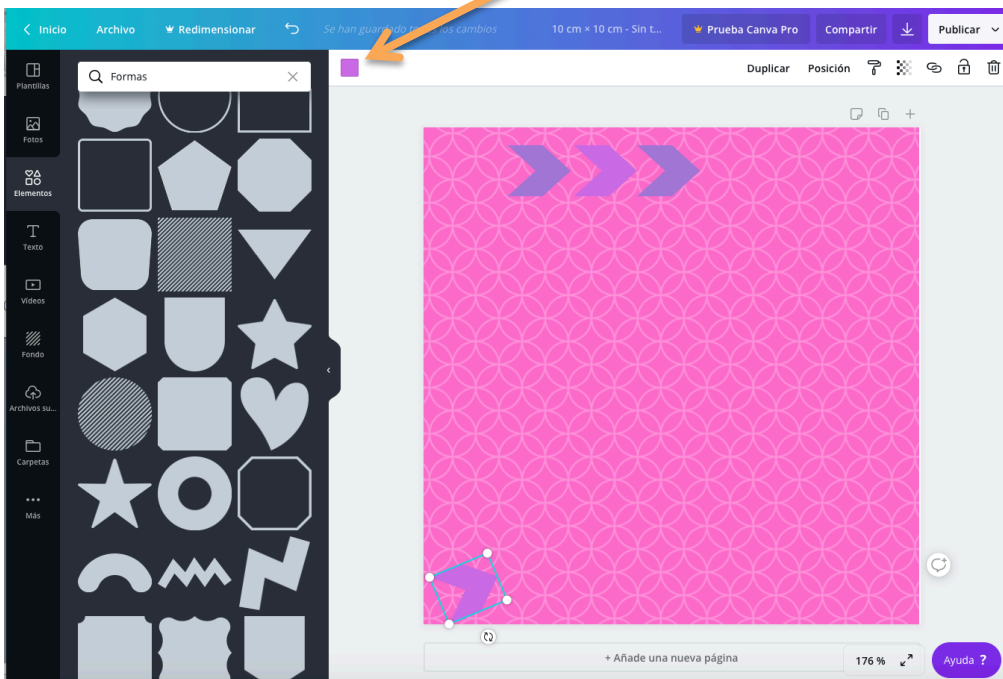 Inicio
Archivo
Redimensionar
Se han guardado todos los cambios
10 cm × 10 cm - Sin t...
Prueba Canva Pro
Compartir
Publicar
Plantillas
Formas
Duplicar
Posición
Fotos
Elementos
Texto
Vídeos
Fondo
Archivos su...
Carpetas
Más
+ Añade una nueva página
176 %
Ayuda ?